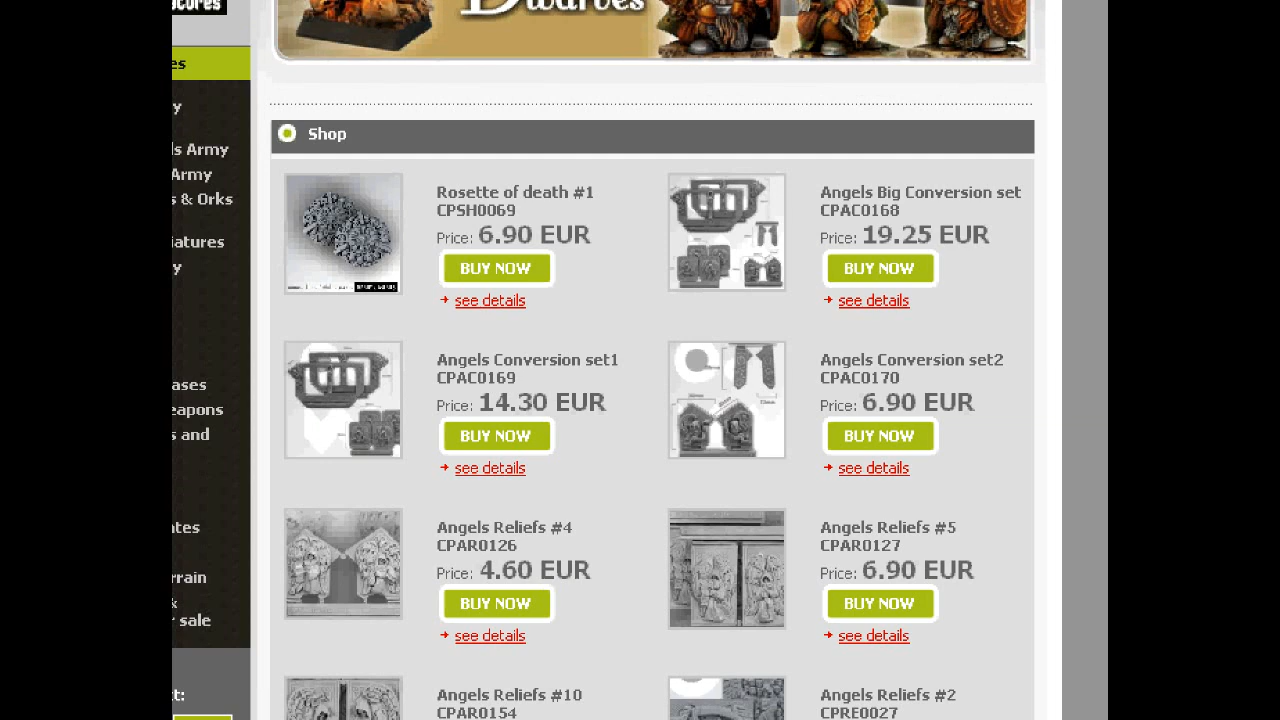 Dwarves
ls Army
Army
s & Orks
iatures
ases
eapons
s and
rrain
r sale
Shop
Rosette of death #1
CPSH0069
Price: 6.90 EUR
BUY NOW
see details
Angels Big Conversion set
CPAC0168
Price: 19.25 EUR
BUY NOW
see details
Angels Conversion set1
CPAC0169
Price: 14.30 EUR
BUY NOW
see details
Angels Conversion set2
CPAC0170
Price: 6.90 EUR
BUY NOW
see details
Angels Reliefs #4
CPAR0126
Price: 4.60 EUR
BUY NOW
see details
Angels Reliefs #5
CPAR0127
Price: 6.90 EUR
BUY NOW
see details
Angels Reliefs #10
CPAR0154
Angels Reliefs #2
CPRE0027